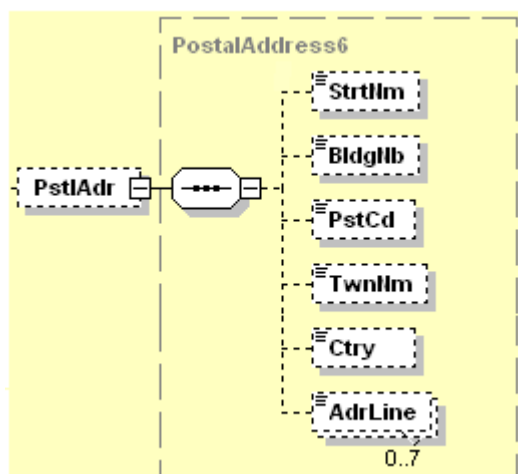 PostalAddress6
StrtNm
BldgNb
PstlAdr
PstCd
TwnNm
Ctry
AdrLine
0..7